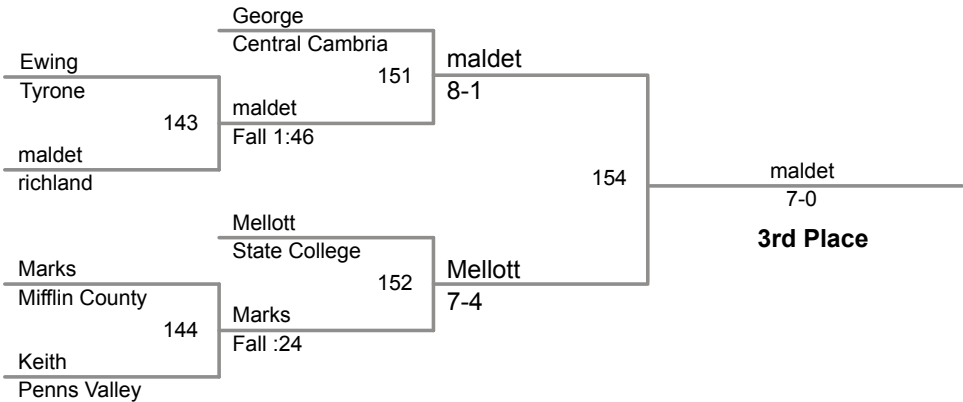 George
Central Cambria
Ewing
Tyrone
151
maldet
8-1
143
maldet
Fall 1:46
maldet
richland
154
maldet
7-0
3rd Place
Mellott
State College
Marks
Mifflin County
152
Mellott
7-4
144
Marks
Fall :24
Keith
Penns Valley